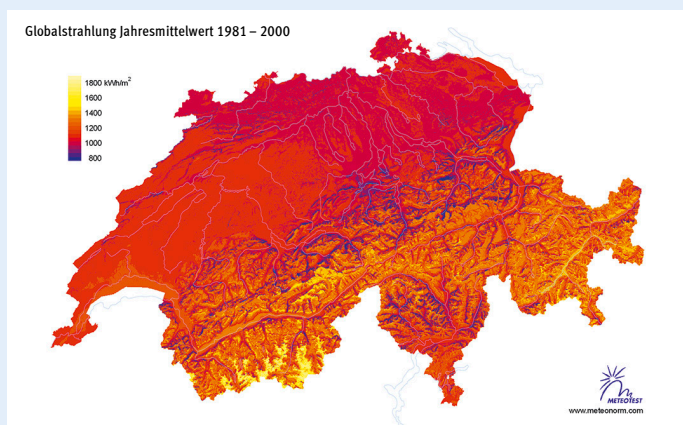 Globalstrahlung Jahresmittelwert 1981 – 2000
1800 kWh/m²
1600
1400
1200
1000
800
METEOTEST
www.meteonorm.com